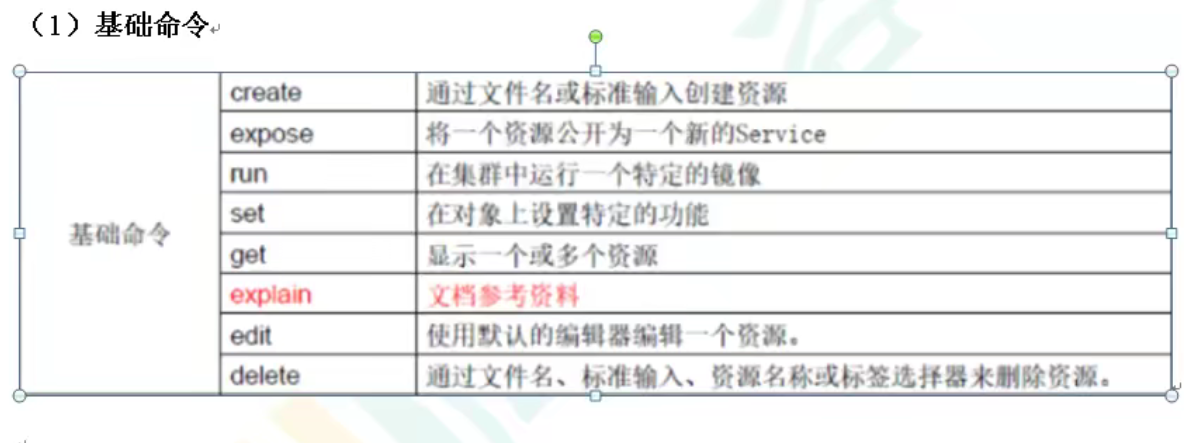 （1）基础命令
create 通过文件名或标准输入创建资源
expose 将一个资源公开为一个新的Service
run 在集群中运行一个特定的镜像
set 在对象上设置特定的功能
基础命令
get 显示一个或多个资源
explain 文档参考资料
edit 使用默认的编辑器编辑一个资源。
delete 通过文件名、标准输入、资源名称或标签选择器来删除资源。